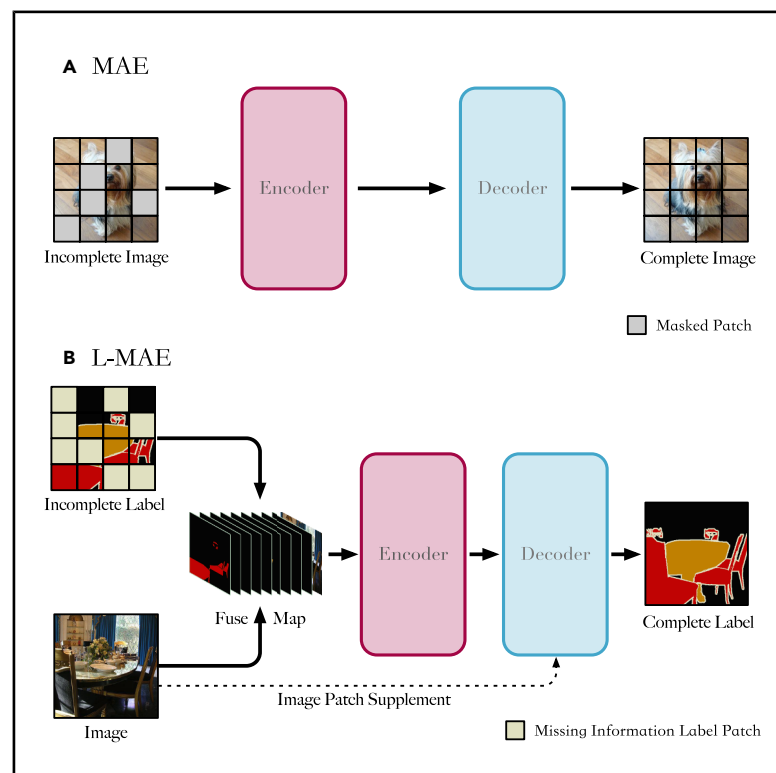 A MAE
Encoder
Decoder
Incomplete Image
Complete Image
Masked Patch
B L-MAE
Incomplete Label
Encoder
Decoder
Fuse Map
Complete Label
Image Patch Supplement
Image
Missing Information Label Patch